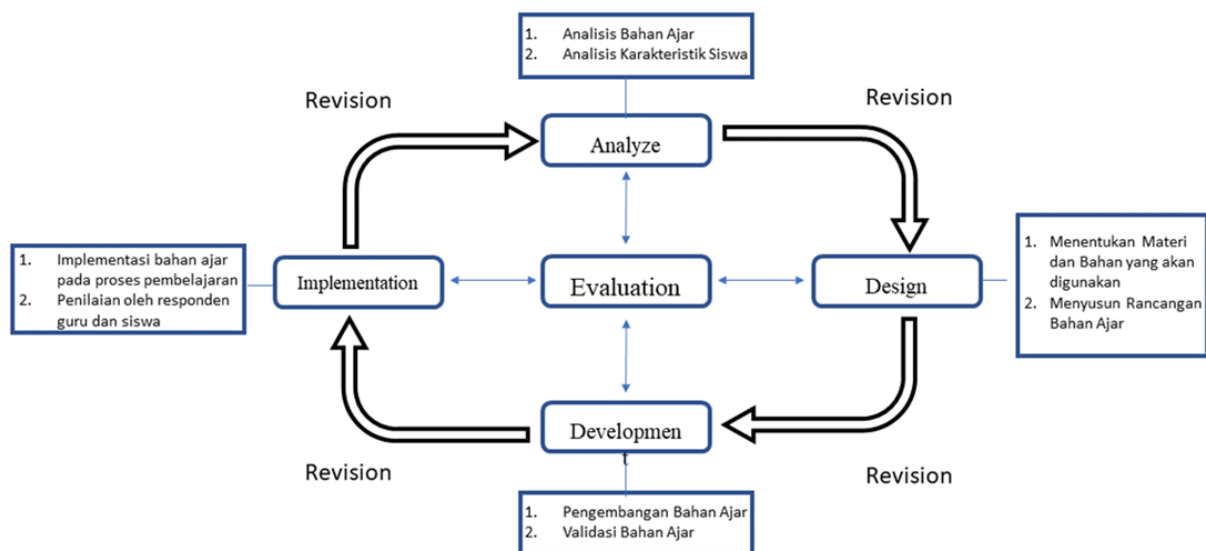 1. Analisis Bahan Ajar
2. Analisis Karakteristik Siswa
Revision
Revision
Analyze
1. Implementasi bahan ajar
pada proses pembelajaran
2. Penilaian oleh responden
guru dan siswa
Implementation
Evaluation
Design
1. Menentukan Materi
dan Bahan yang akan
digunakan
2. Menyusun Rancangan
Bahan Ajar
Developmen
t
Revision
Revision
1. Pengembangan Bahan Ajar
2. Validasi Bahan Ajar